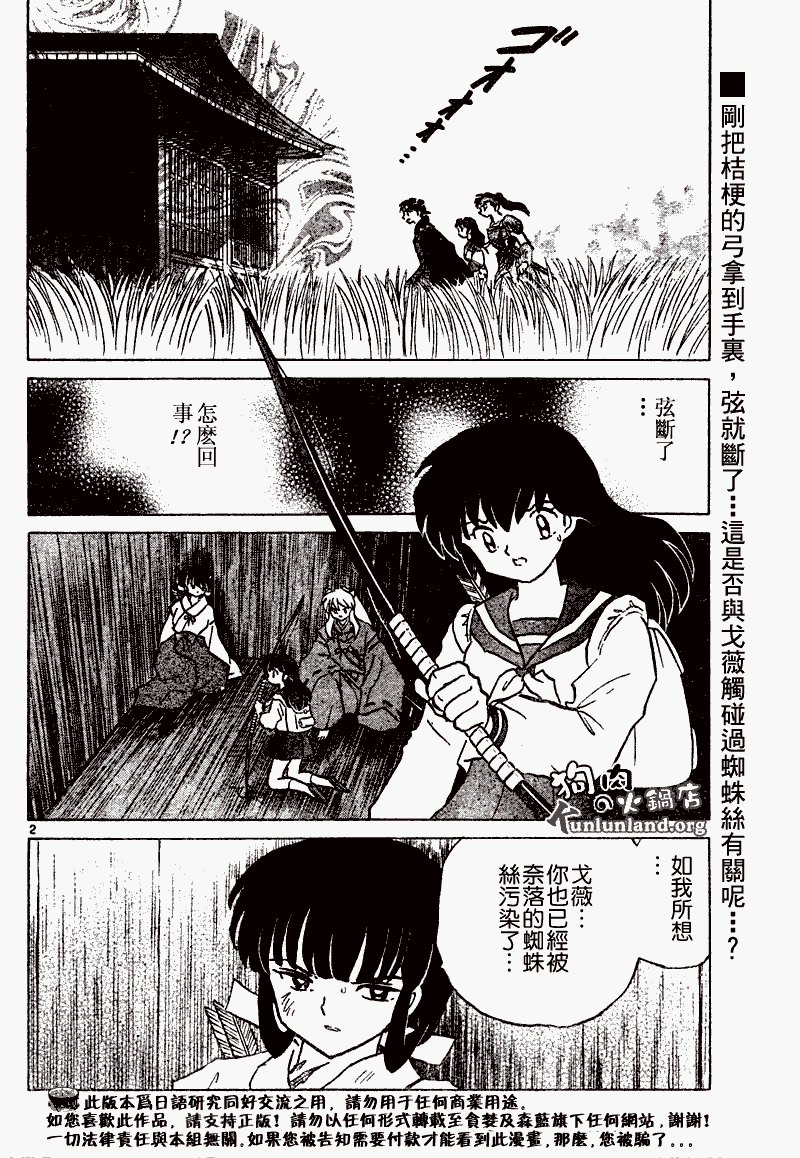 ■剛把桔梗的弓拿到手裏，弦就斷了…這是否與戈薇觸碰過蜘蛛絲有關呢…?
ゴォォォ…
弦斷了
…
怎麼回
事!?
2
狗肉の火鍋店
Kunlunland.org
如我所想
…
戈薇…
你也已經被
奈落的蜘蛛
絲污染了…
此版本爲日語研究同好交流之用，請勿用于任何商業用途。
如您喜歡此作品，請支持正版！請勿以任何形式轉載至貪婪及森藍旗下任何網站，謝謝！
一切法律責任與本組無關。如果您被告知需要付款才能看到此漫畫，那麼，您被騙了...